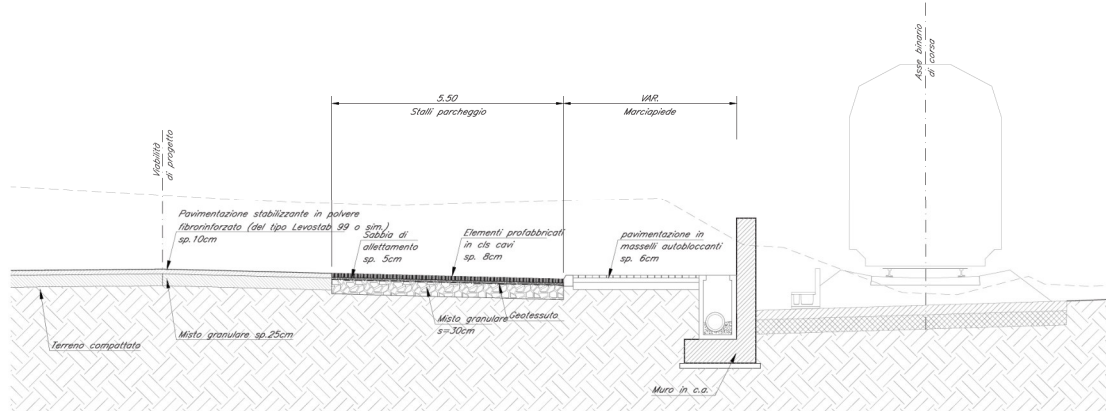 Asse binario
di corsa
5.50
Stalli parcheggio
VAR.
Marciapiede
Viabilità
di progetto
Pavimentazione stabilizzante in polvere
fibrorinforzato (del tipo Levostab 99 o sim.)
sp.10cm
Sabbia di
allettamento
sp. 5cm
Elementi profabbricati
in cls cavi
sp. 8cm
pavimentazione in
masselli autobloccanti
sp. 6cm
Misto granulare
s=30cm
Geotessuto
Misto granulare sp.25cm
Terreno compattato
Muro in c.a.